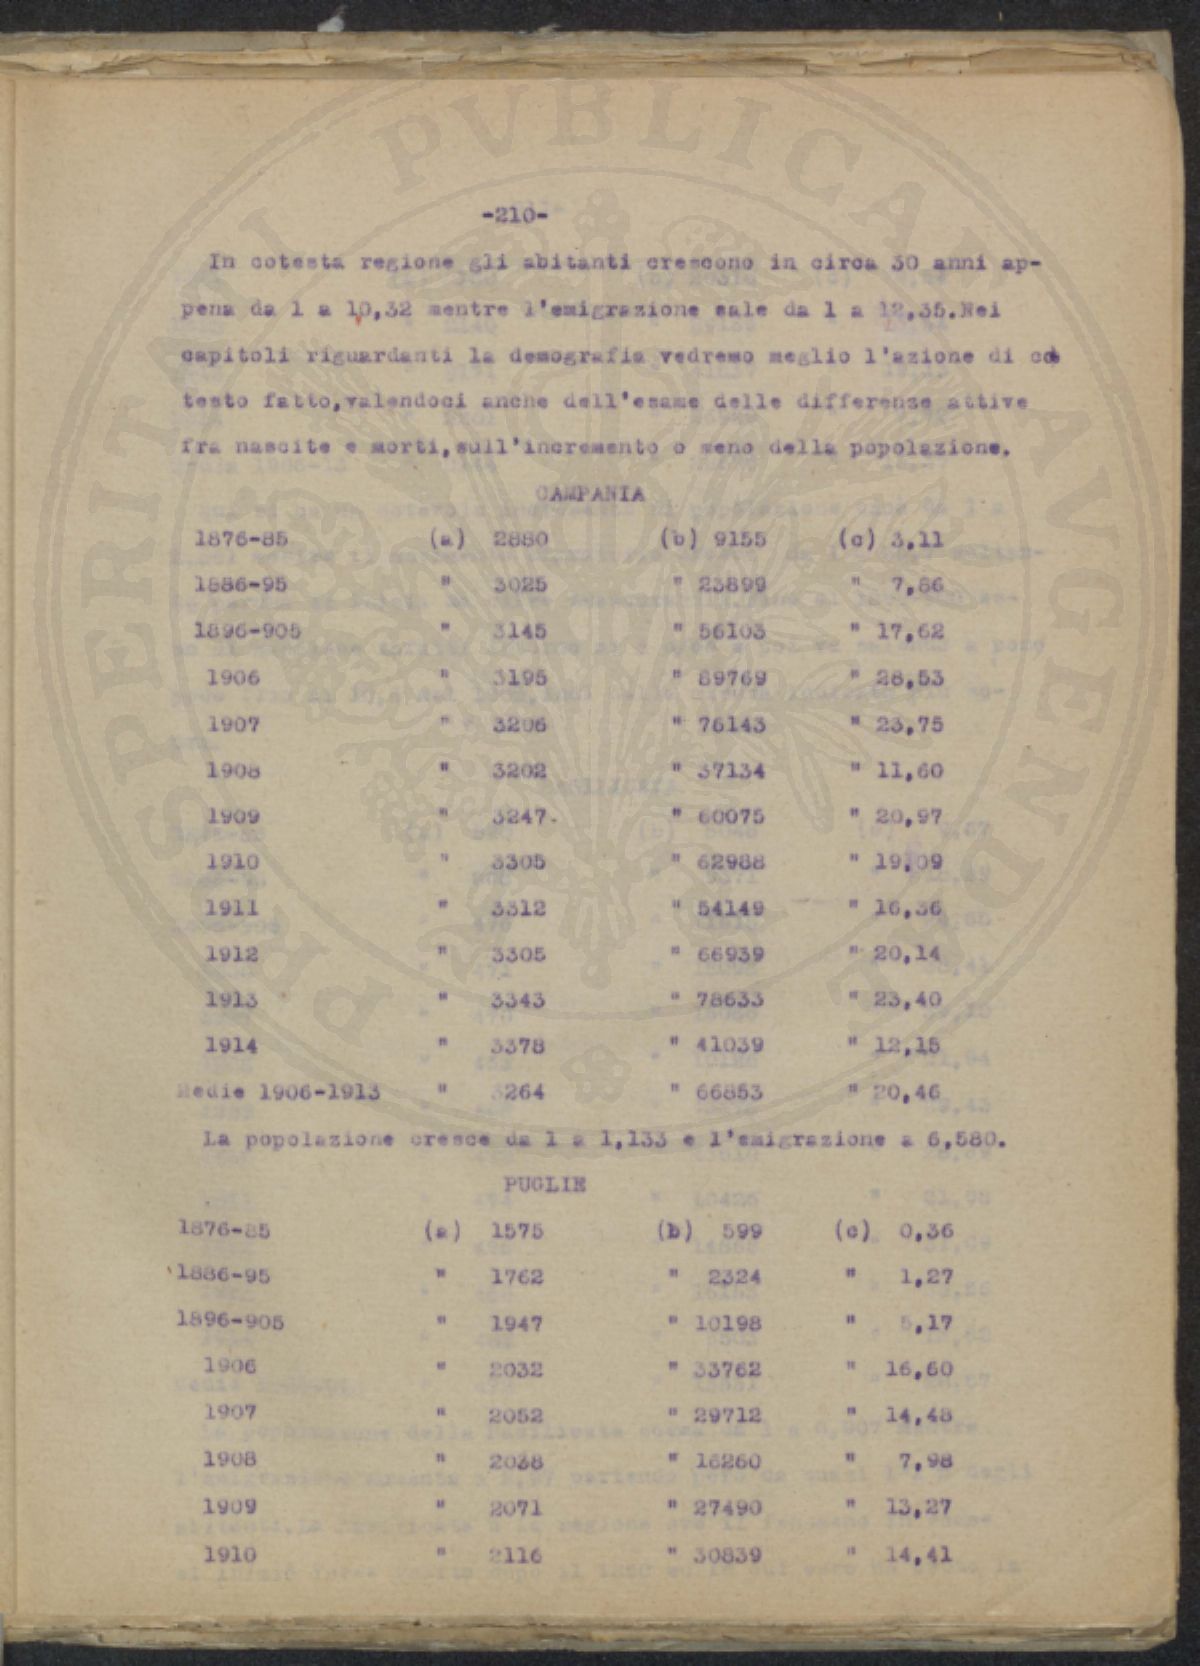 PROSPERITATI PVBLICAE AVGENDAE
-210-
In cotesta regione gli abitanti crescono in circa 30 anni ap-
pena da 1 a 10,32 mentre l'emigrazione sale da 1 a 12,35.Nei
capitoli riguardanti la demografia vedremo meglio l'azione di co
testo fatto,valendoci anche dell'esame delle differenze attive
fra nascite e morti,sull'incremento o meno della popolazione.
CAMPANIA
1876-85 (a) 2880 (b) 9155 (c) 3,11
1886-95 " 3025 " 23899 " 7,86
1896-905 " 3145 " 56103 " 17,62
1906 " 3195 " 89769 " 28,53
1907 " 3206 " 76143 " 23,75
1908 " 3202 " 37134 " 11,60
1909 " 3247. " 60075 " 20,97
1910 " 3305 " 62988 " 19,09
1911 " 3312 " 54149 " 16,36
1912 " 3305 " 66939 " 20,14
1913 " 3343 " 78633 " 23,40
1914 " 3378 " 41039 " 12,15
Medie 1906-1913 " 3264 " 66853 " 20,46
La popolazione cresce da 1 a 1,133 e l'emigrazione a 6,580.
PUGLIE
1876-85 (a) 1575 (b) 599 (c) 0,36
1886-95 " 1762 " 2324 " 1,27
1896-905 " 1947 " 10198 " 5,17
1906 " 2032 " 33762 " 16,60
1907 " 2052 " 29712 " 14,48
1908 " 2038 " 16260 " 7,98
1909 " 2071 " 27490 " 13,27
1910 " 2116 " 30839 " 14,41